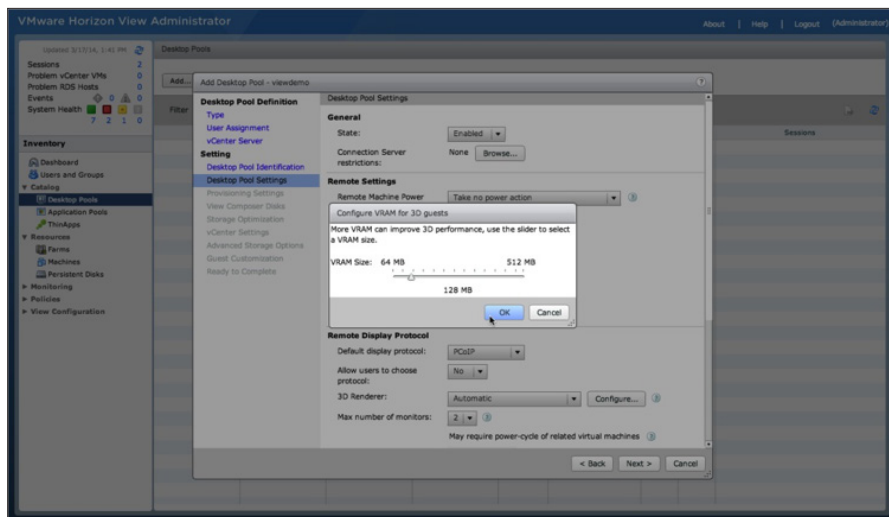 VMware Horizon View Administrator
About | Help | Logout (Administrator)
Updated 3/17/14, 1:41 PM
Sessions 2
Problem vCenter VMs 0
Problem RDS Hosts 0
Events 0 0
System Health
7 2 1 0
Inventory
Dashboard
Users and Groups
Catalog
Desktop Pools
Application Pools
ThinApps
Resources
Farms
Machines
Persistent Disks
Monitoring
Policies
View Configuration
Desktop Pools
Add...
Filter
Sessions
Add Desktop Pool - viewdemo
Desktop Pool Definition
Type
User Assignment
vCenter Server
Setting
Desktop Pool Identification
Desktop Pool Settings
Provisioning Settings
View Composer Disks
Storage Optimization
vCenter Settings
Advanced Storage Options
Guest Customization
Ready to Complete
Desktop Pool Settings
General
State: Enabled
Connection Server None Browse...
restrictions:
Remote Settings
Remote Machine Power Take no power action
Configure VRAM for 3D guests
More VRAM can improve 3D performance, use the slider to select
a VRAM size.
VRAM Size: 64 MB 512 MB
128 MB
OK Cancel
Remote Display Protocol
Default display protocol: PCoIP
Allow users to choose No
protocol:
3D Renderer: Automatic Configure...
Max number of monitors: 2
May require power-cycle of related virtual machines
< Back Next > Cancel